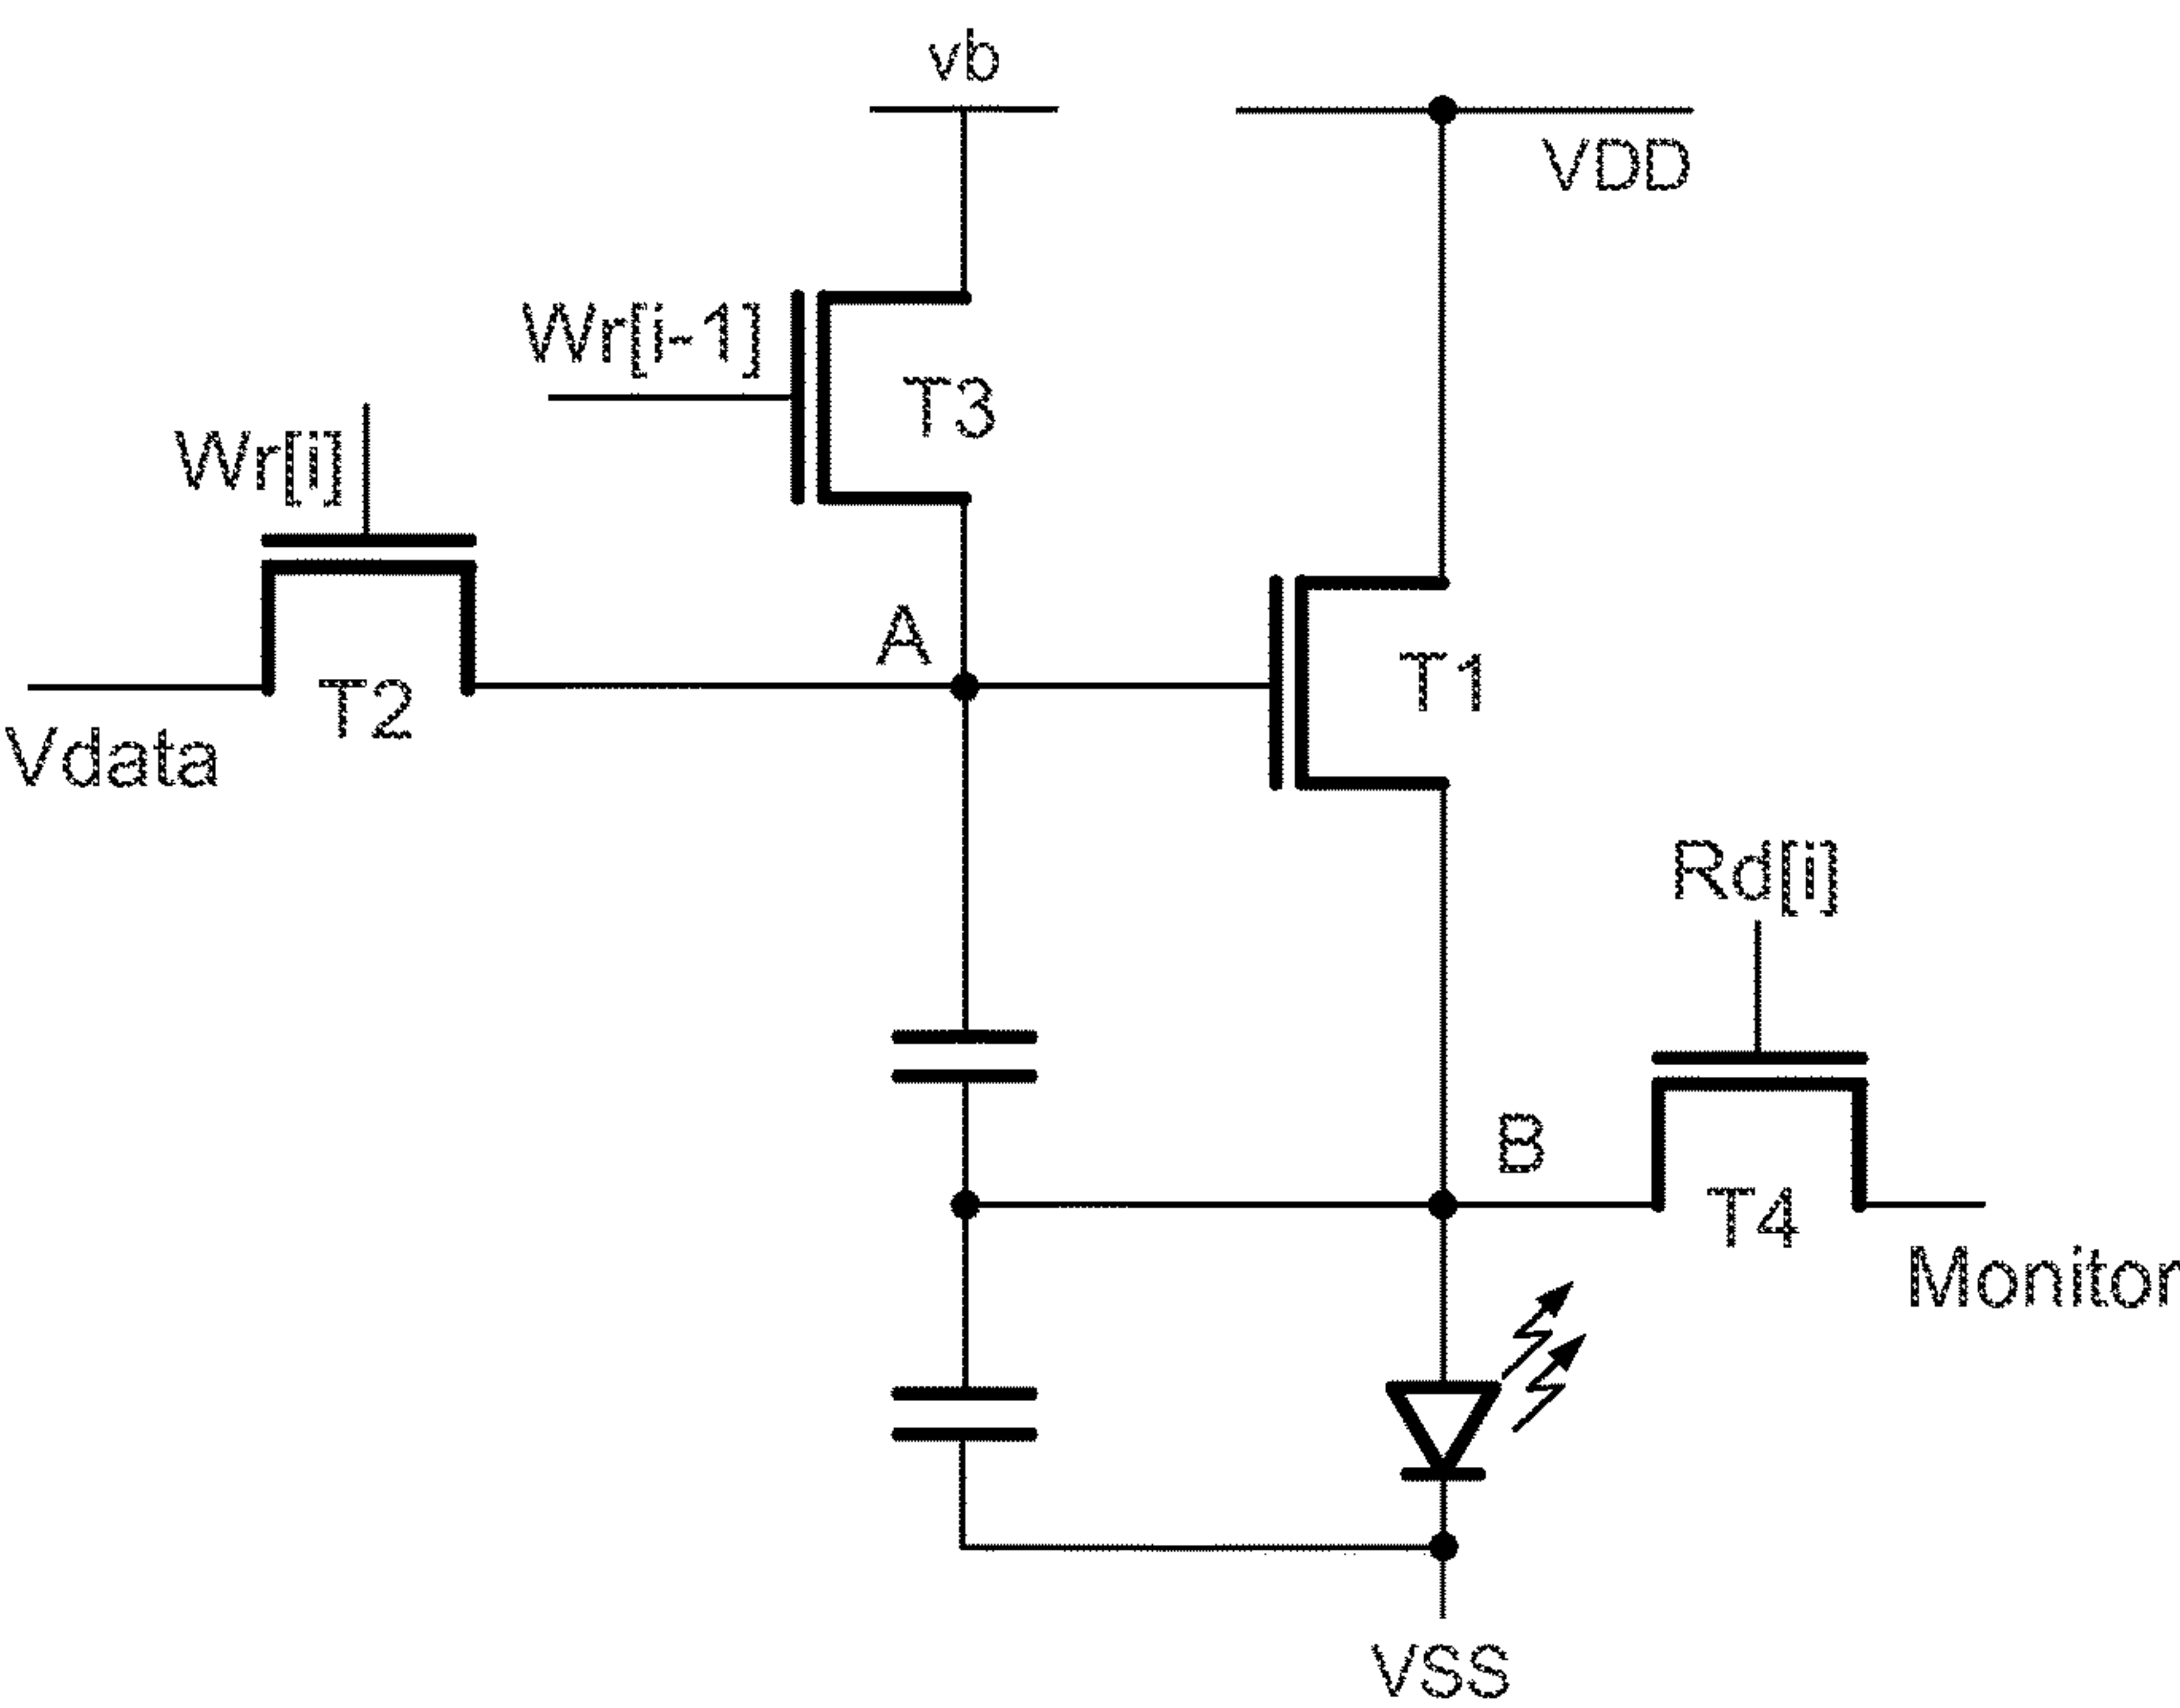 vb
VDD
Wr[i-1]
T3
Wr[i]
A
T1
T2
Vdata
Rd[i]
B
T4
Monitor
VSS